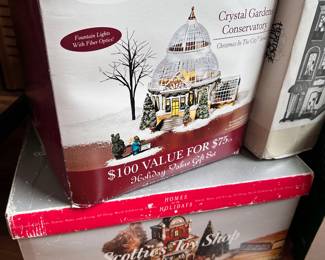 Fountain Lights
With Fiber Optics!
Crystal Gardens
Conservatory
Christmas In The City
$100 VALUE FOR $75.
Holiday Value Gift Set
HOMES
HOLIDAYS
Scottie's Toy Shop